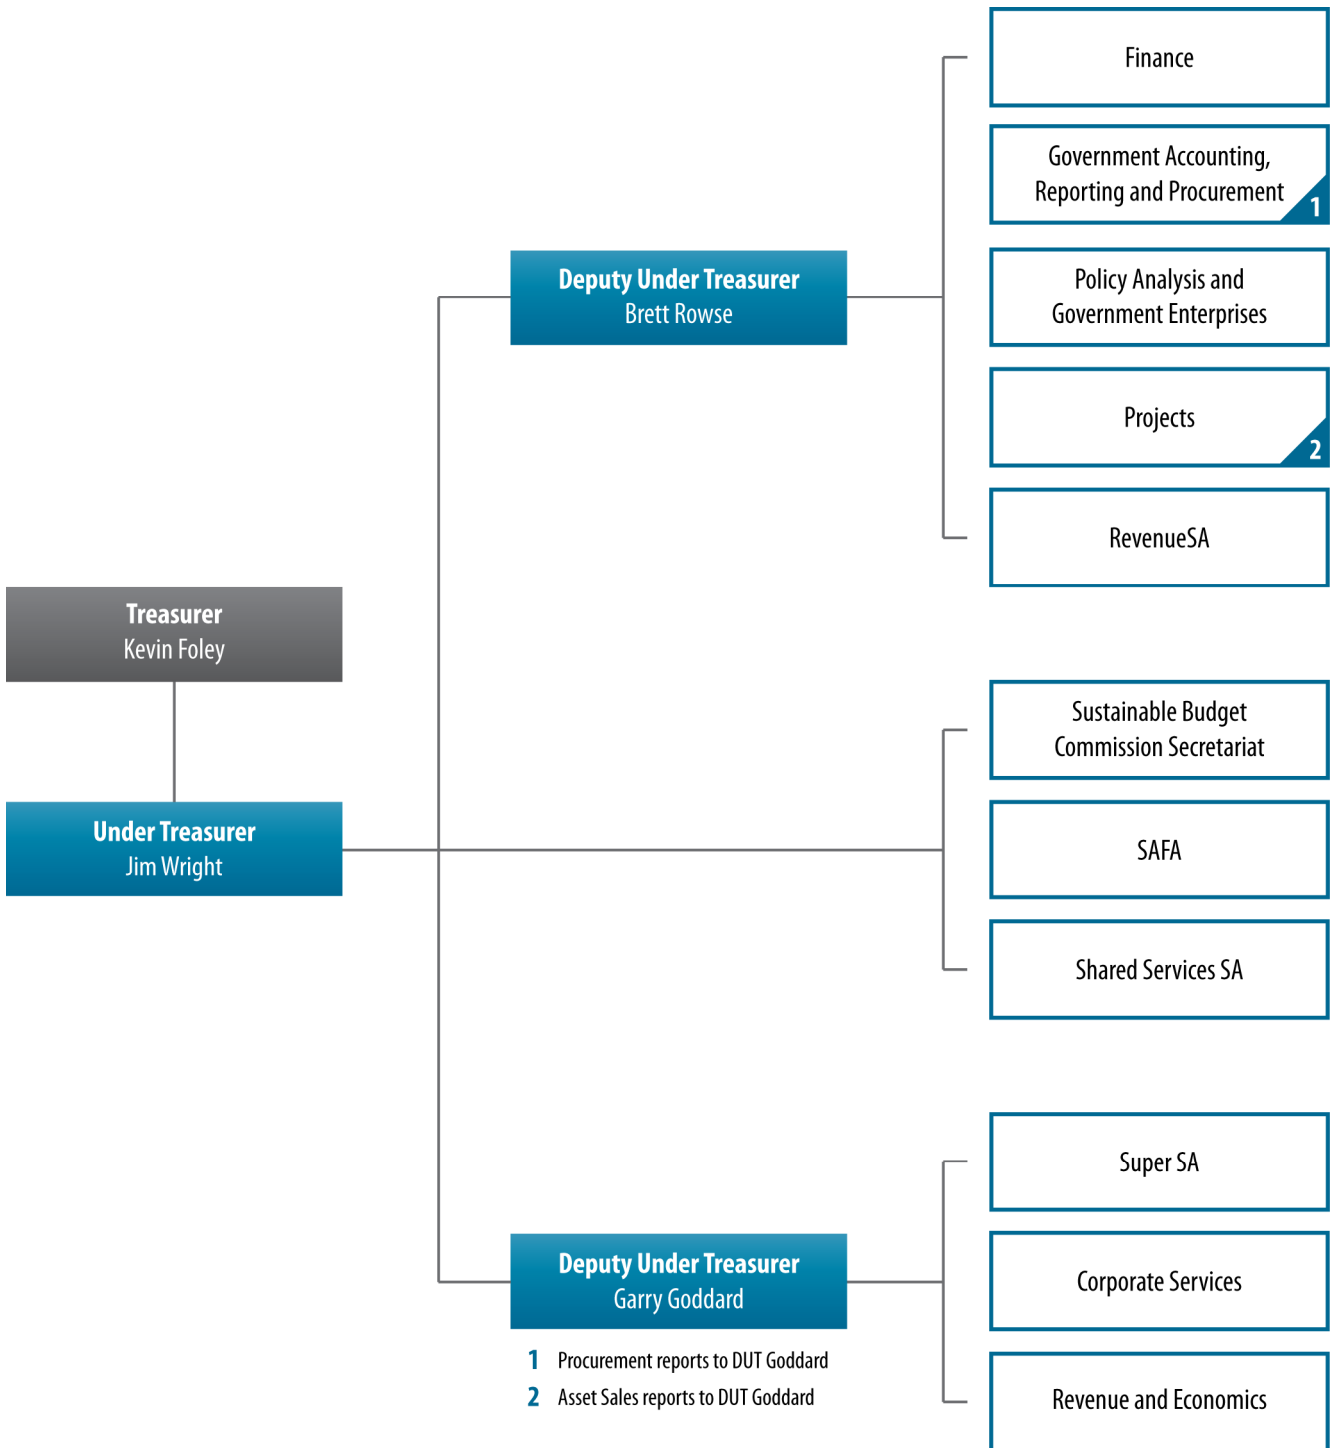 Finance
Government Accounting,
Reporting and Procurement
1
Deputy Under Treasurer
Brett Rowse
Policy Analysis and
Government Enterprises
Projects
2
RevenueSA
Treasurer
Kevin Foley
Sustainable Budget
Commission Secretariat
Under Treasurer
Jim Wright
SAFA
Shared Services SA
Super SA
Deputy Under Treasurer
Garry Goddard
Corporate Services
1 Procurement reports to DUT Goddard
2 Asset Sales reports to DUT Goddard
Revenue and Economics